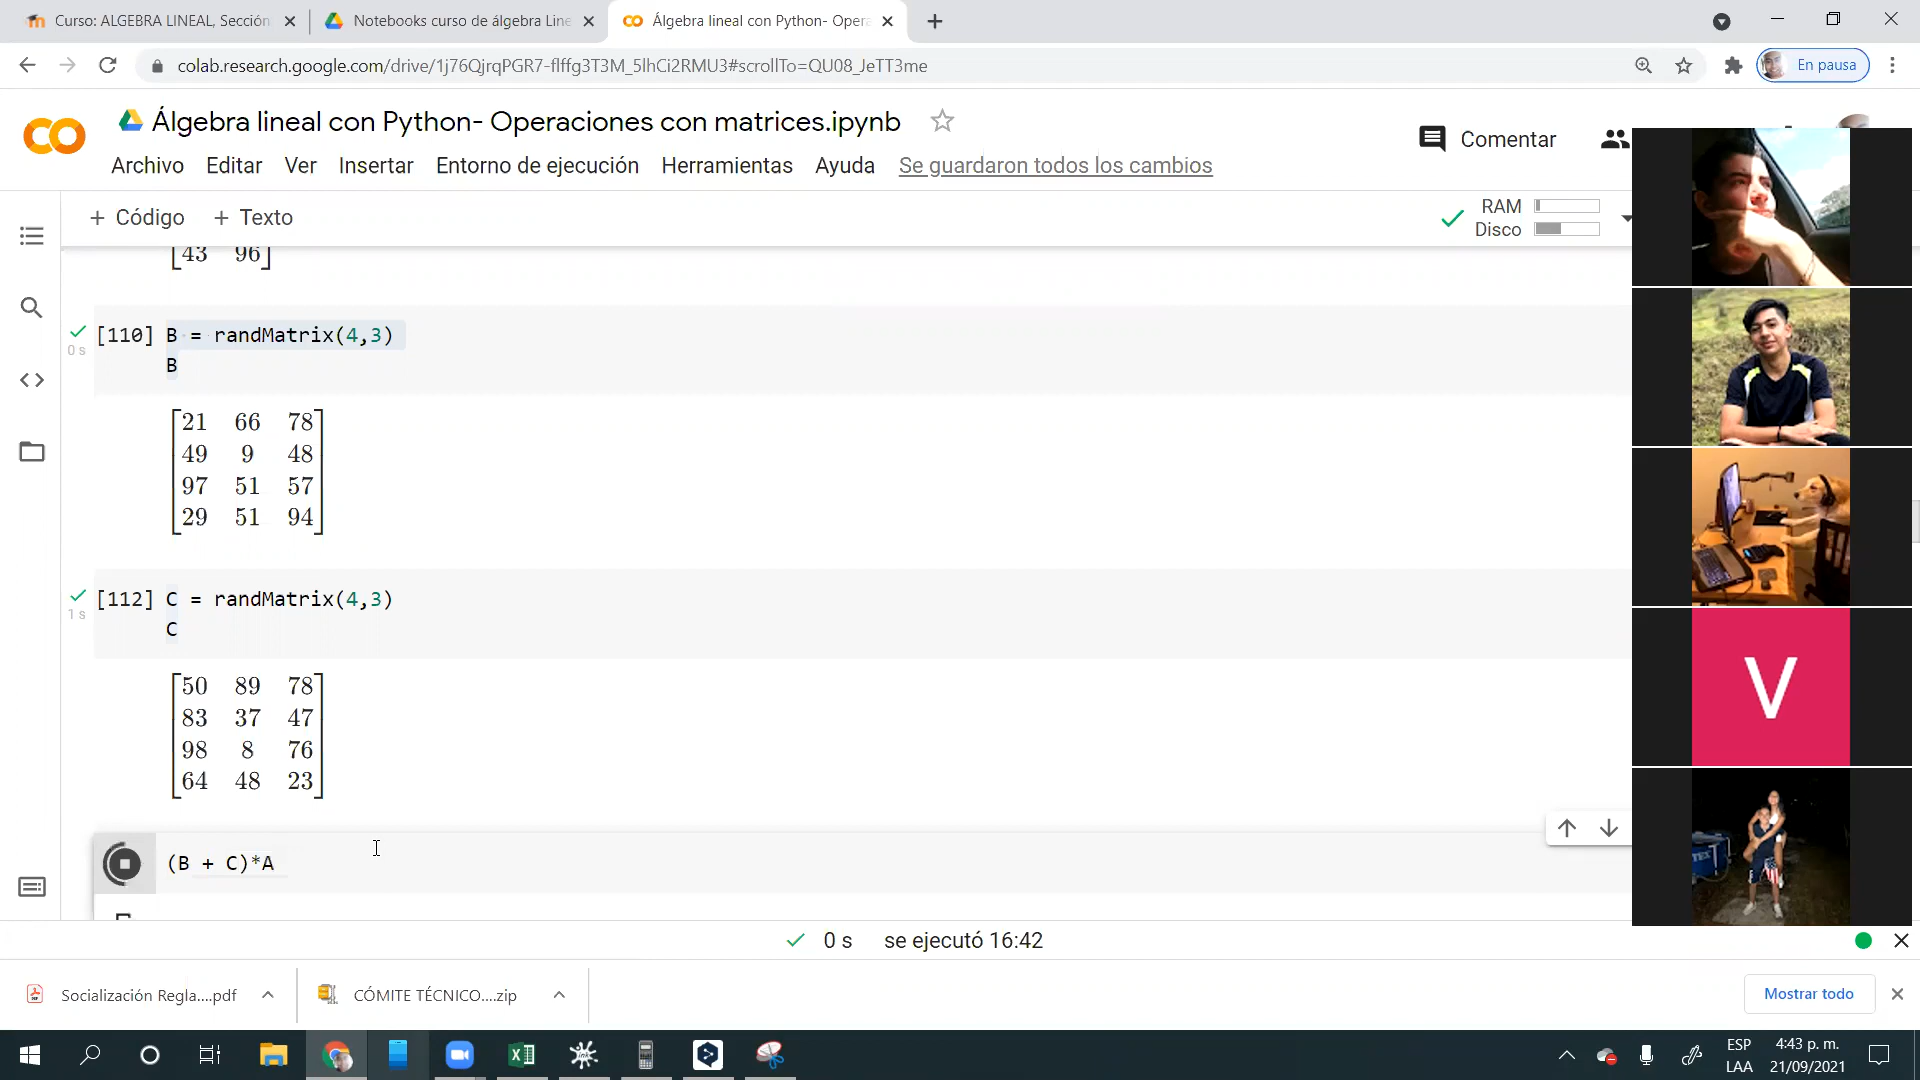 Curso: ALGEBRA LINEAL, Sección
Notebooks curso de álgebra Line
Álgebra lineal con Python- Opera
colab.research.google.com/drive/1j76QjrqPGR7-flffg3T3M_5lhCi2RMU3#scrollTo=QU08_JeTT3me
En pausa
Álgebra lineal con Python- Operaciones con matrices.ipynb
Comentar
Archivo Editar Ver Insertar Entorno de ejecución Herramientas Ayuda Se guardaron todos los cambios
+ Código + Texto
RAM
Disco
43 96
[110] B = randMatrix(4,3)
0 s
B
21 66 78
49 9 48
97 51 57
29 51 94
[112] C = randMatrix(4,3)
1 s
C
50 89 78
83 37 47
98 8 76
64 48 23
V
(B + C)*A
0 s se ejecutó 16:42
Socialización Regla....pdf
CÓMITE TÉCNICO....zip
Mostrar todo
ESP
LAA
4:43 p. m.
21/09/2021